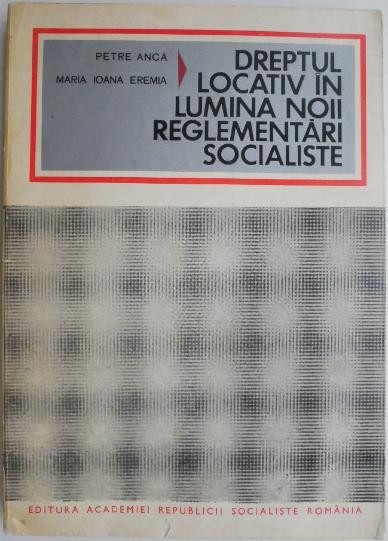 PETRE ANCA
MARIA IOANA EREMIA
DREPTUL
LOCATIV ÎN
LUMINA NOII
REGLEMENTĂRI
SOCIALISTE
EDITURA ACADEMIEI REPUBLICII SOCIALISTE ROMÂNIA